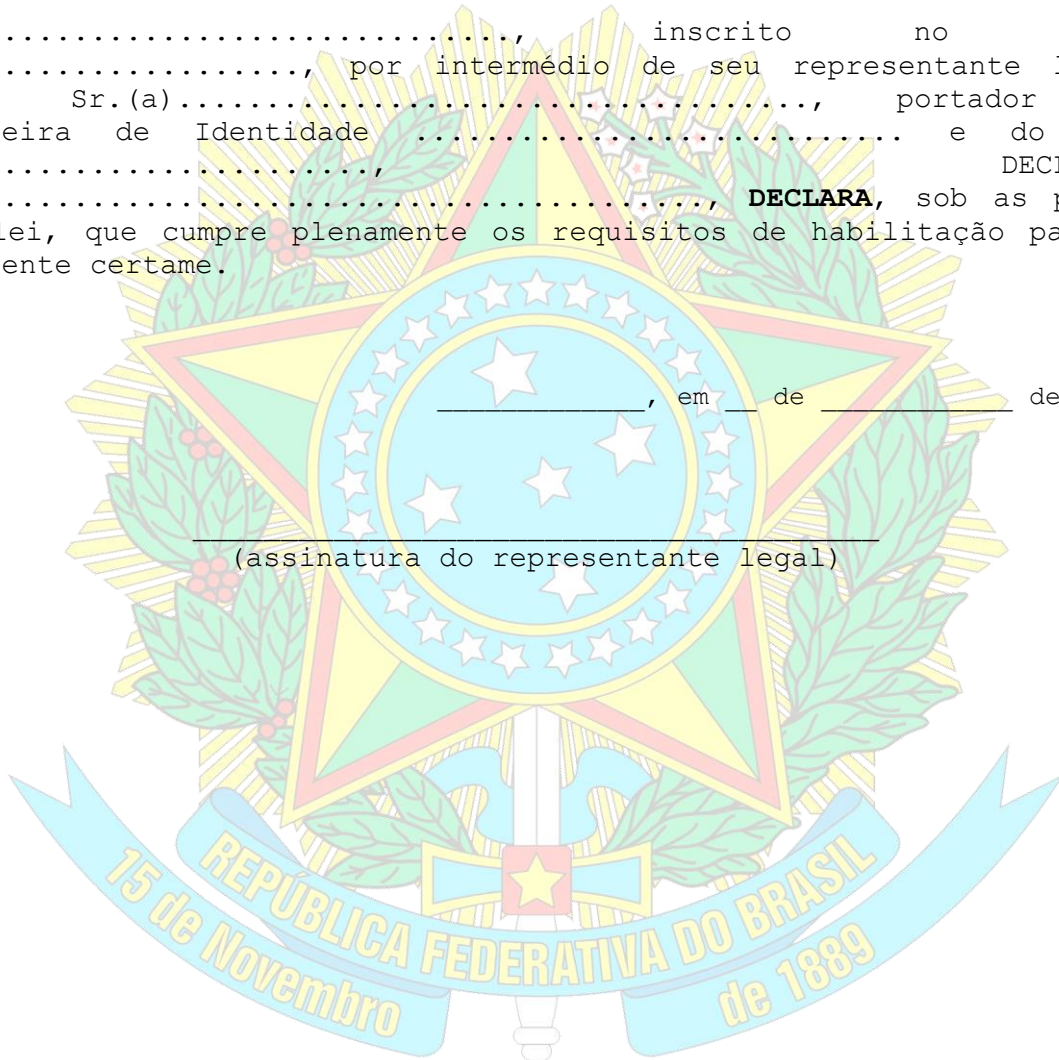 .............................., inscrito no
.................., por intermédio de seu representante
Sr.(a)......................................, portador
eira de Identidade ............................. e do
......................, DECL
.........................................., DECLARA, sob as p
lei, que cumpre plenamente os requisitos de habilitação pa
ente certame.
_____________, em __ de ____________ de
___________________________________________
(assinatura do representante legal)
REPÚBLICA FEDERATIVA DO BRASIL
15 de Novembro de 1889